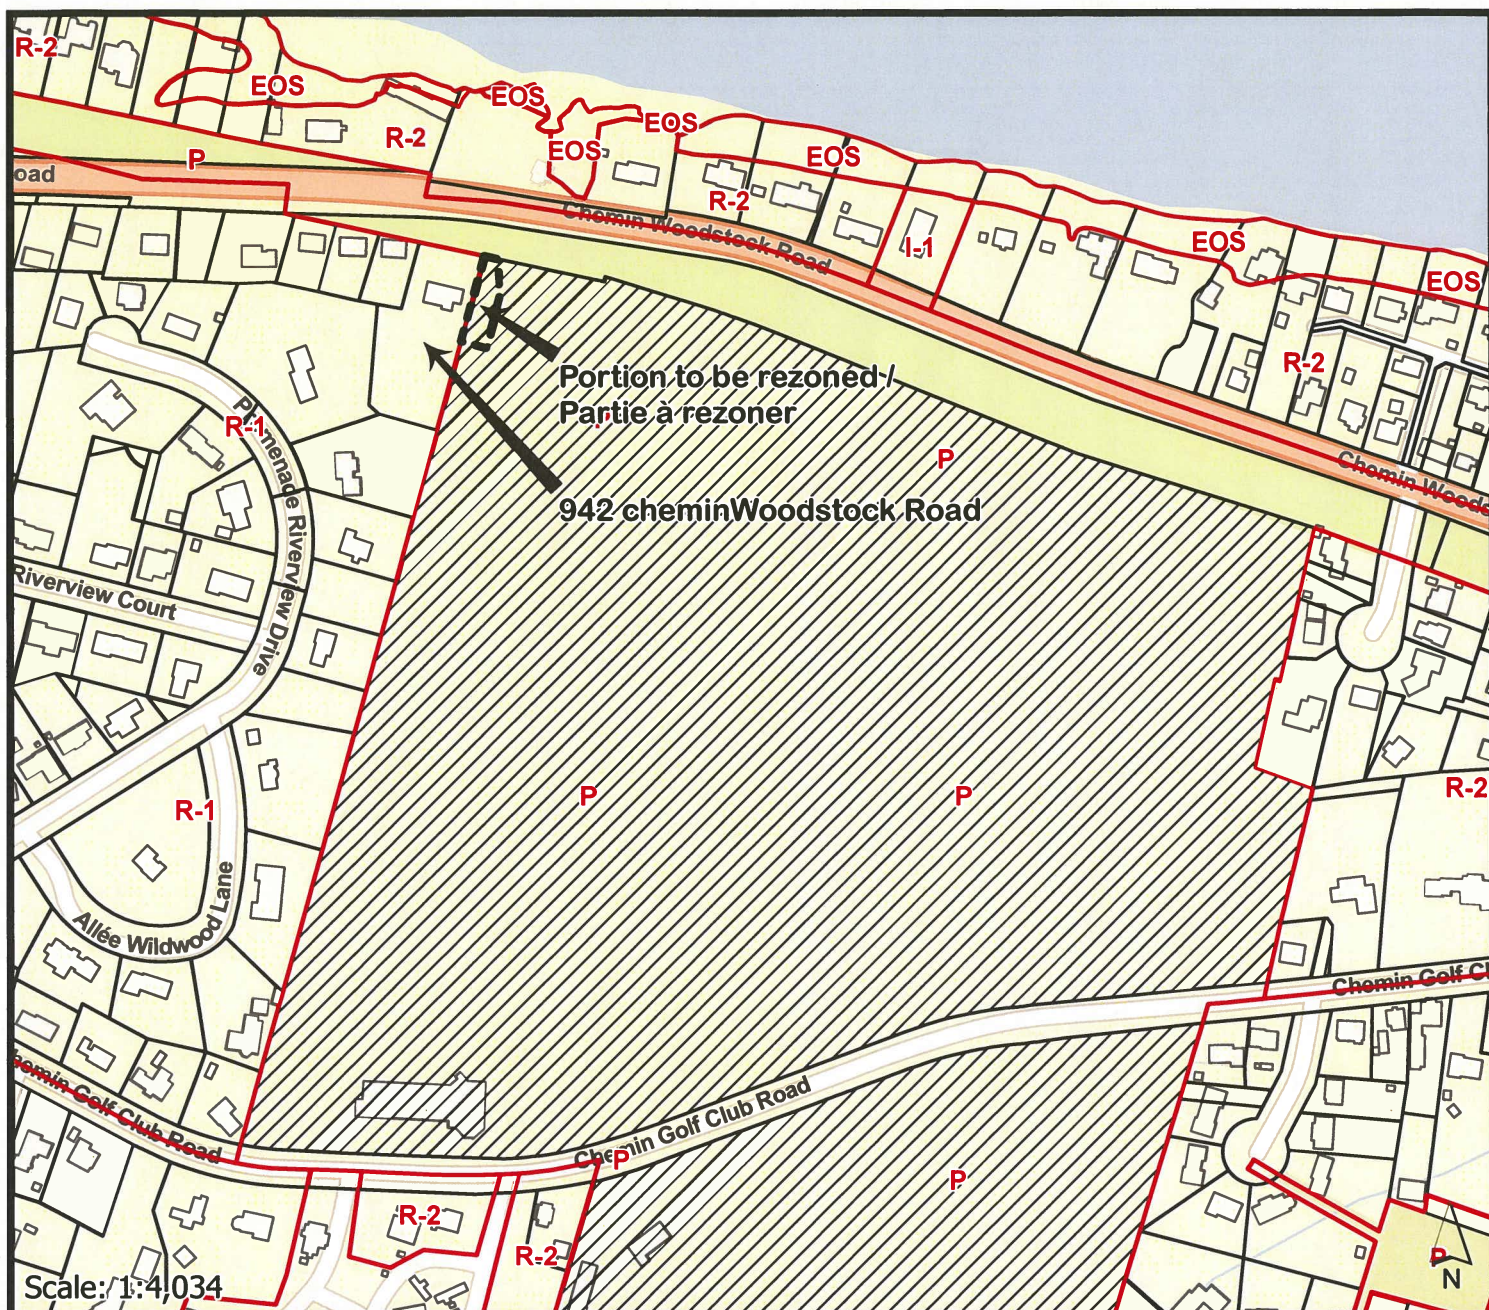 R-2
EOS
EOS
EOS
R-2
EOS
P
EOS
oad
R-2
Chemin Woodstock Road
I-1
EOS
EOS
R-2
Portion to be rezoned /
Partie à rezoner
P
P
R-1
Promenade Riverview Drive
942 cheminWoodstock Road
Chemin Woods
Riverview Court
P
P
R-2
R-1
Allée Wildwood Lane
Chemin Golf Cl
hemin Golf Club Road
Chemin Golf Club Road
P
P
R-2
R-2
P
N
Scale: 1:4,034